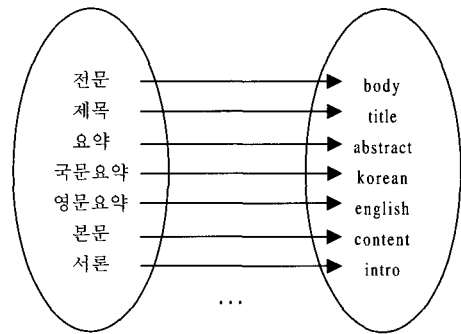 전문 body
제목 title
요약 abstract
국문요약 korean
영문요약 english
본문 content
서론 intro
...